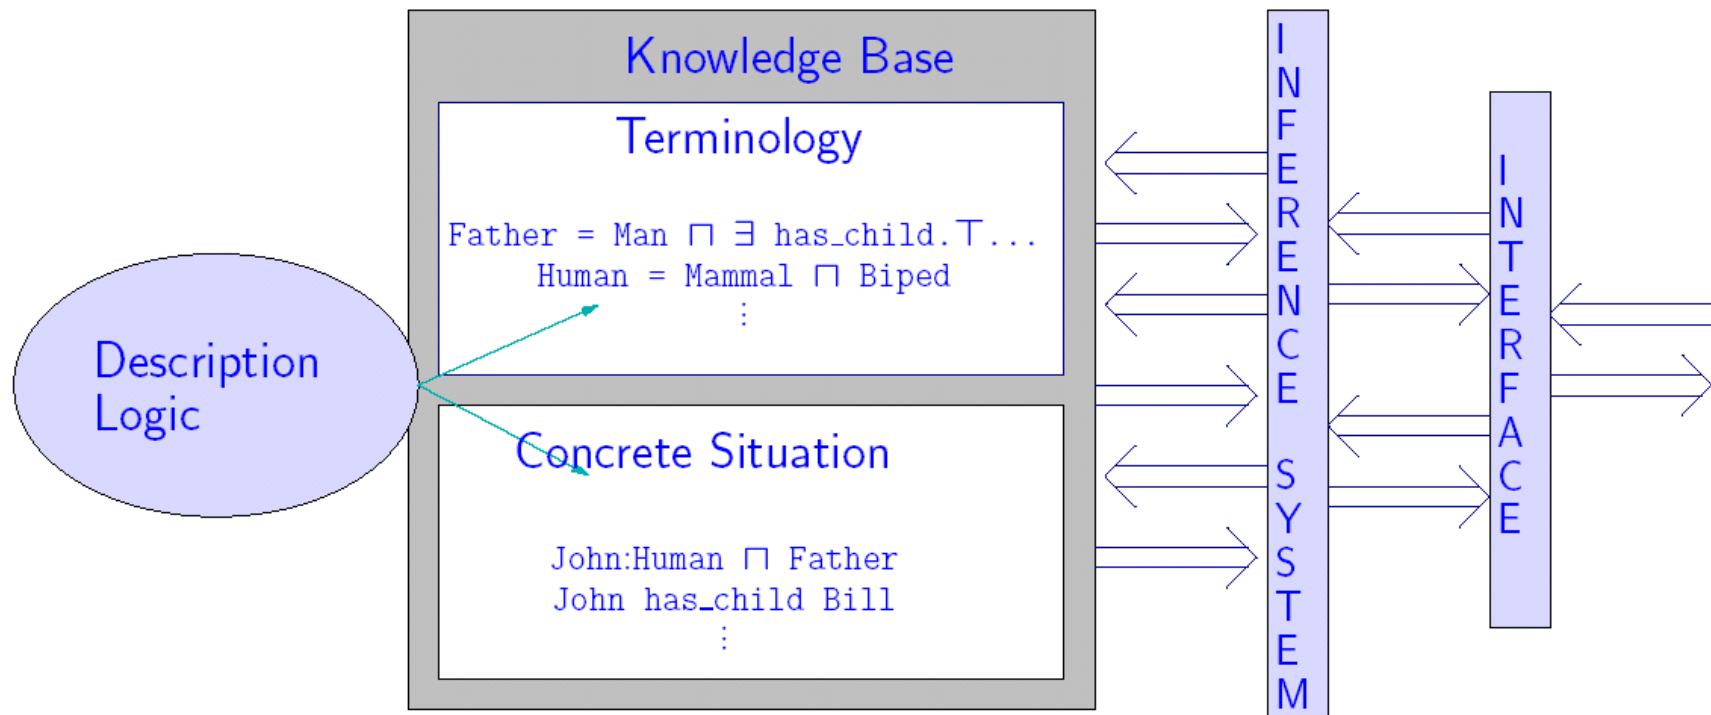 Knowledge Base
Terminology
Father = Man ⊓ ∃ has_child.⊤...
Human = Mammal ⊓ Biped
⋮
Description
Logic
Concrete Situation
John:Human ⊓ Father
John has_child Bill
⋮
INFERENCE SYSTEM
INTERFACE